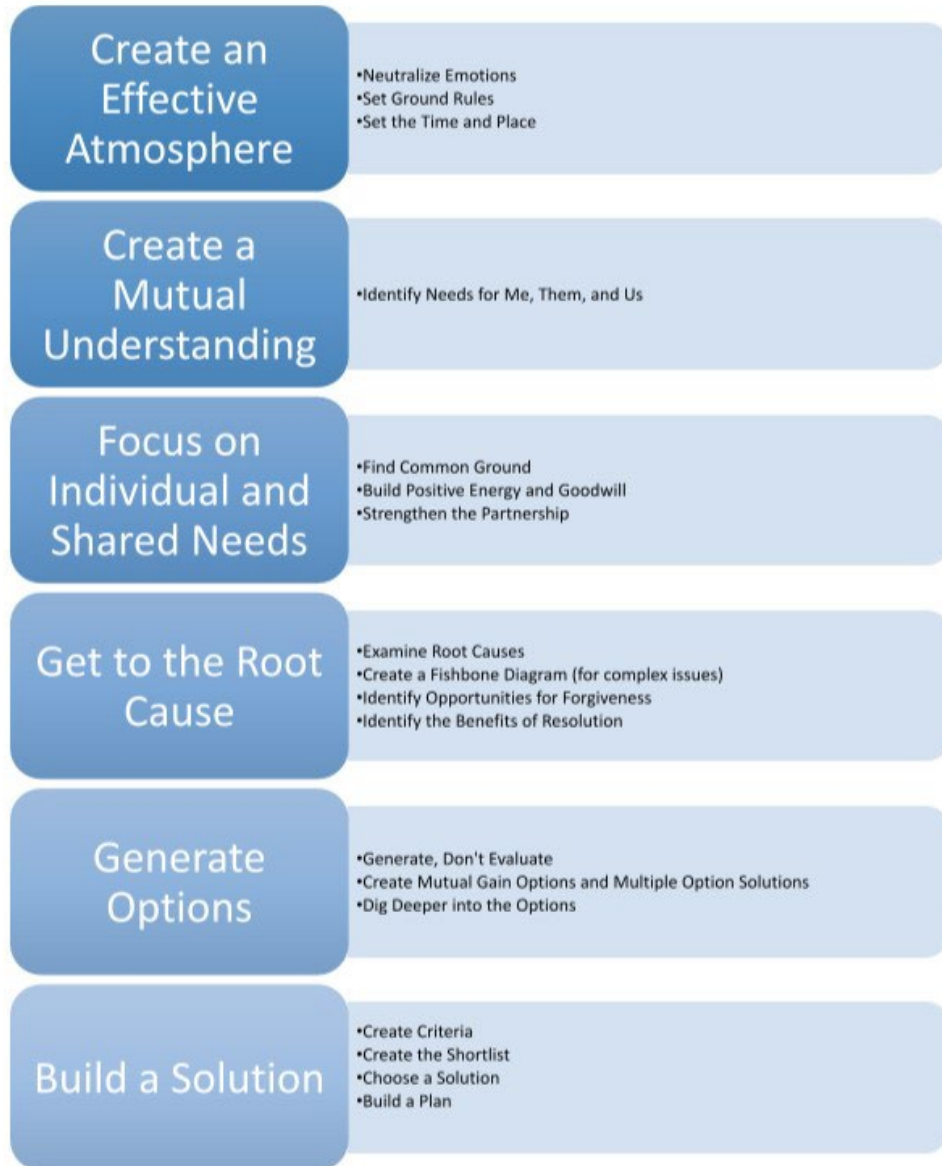 Create an
Effective
Atmosphere
•Neutralize Emotions
•Set Ground Rules
•Set the Time and Place
Create a
Mutual
Understanding
•Identify Needs for Me, Them, and Us
Focus on
Individual and
Shared Needs
•Find Common Ground
•Build Positive Energy and Goodwill
•Strengthen the Partnership
Get to the Root
Cause
•Examine Root Causes
•Create a Fishbone Diagram (for complex issues)
•Identify Opportunities for Forgiveness
•Identify the Benefits of Resolution
Generate
Options
•Generate, Don't Evaluate
•Create Mutual Gain Options and Multiple Option Solutions
•Dig Deeper into the Options
Build a Solution
•Create Criteria
•Create the Shortlist
•Choose a Solution
•Build a Plan